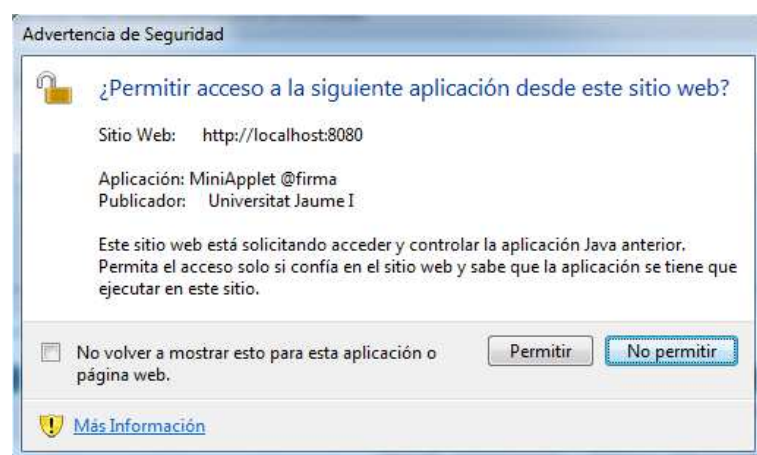 Advertencia de Seguridad
¿Permitir acceso a la siguiente aplicación desde este sitio web?
Sitio Web: http://localhost:8080
Aplicación: MiniApplet @firma
Publicador: Universitat Jaume I
Este sitio web está solicitando acceder y controlar la aplicación Java anterior.
Permita el acceso solo si confía en el sitio web y sabe que la aplicación se tiene que
ejecutar en este sitio.
No volver a mostrar esto para esta aplicación o
página web.
Permitir
No permitir
Más Información